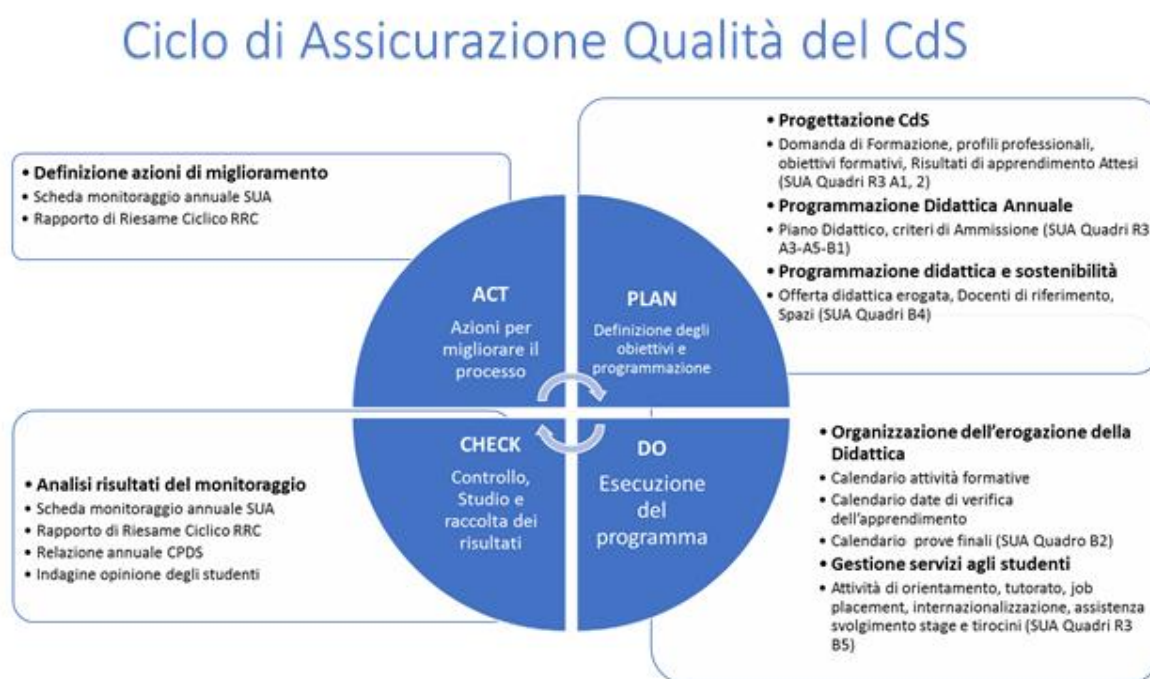 Ciclo di Assicurazione Qualità del CdS
• Definizione azioni di miglioramento
• Scheda monitoraggio annuale SUA
• Rapporto di Riesame Ciclico RRC
• Progettazione CdS
• Domanda di Formazione, profili professionali,
obiettivi formativi, Risultati di apprendimento Attesi
(SUA Quadri R3 A1, 2)
• Programmazione Didattica Annuale
• Piano Didattico, criteri di Ammissione (SUA Quadri R3
A3-A5-B1)
• Programmazione didattica e sostenibilità
• Offerta didattica erogata, Docenti di riferimento,
Spazi (SUA Quadri B4)
ACT
Azioni per
migliorare il
processo
PLAN
Definizione degli
obiettivi e
programmazione
CHECK
Controllo,
Studio e
raccolta dei
risultati
DO
Esecuzione
del
programma
• Analisi risultati del monitoraggio
• Scheda monitoraggio annuale SUA
• Rapporto di Riesame Ciclico RRC
• Relazione annuale CPDS
• Indagine opinione degli studenti
• Organizzazione dell'erogazione della
Didattica
• Calendario attività formative
• Calendario date di verifica
dell'apprendimento
• Calendario prove finali (SUA Quadro B2)
• Gestione servizi agli studenti
• Attività di orientamento, tutorato, job
placement, internazionalizzazione, assistenza
svolgimento stage e tirocini (SUA Quadri R3
B5)